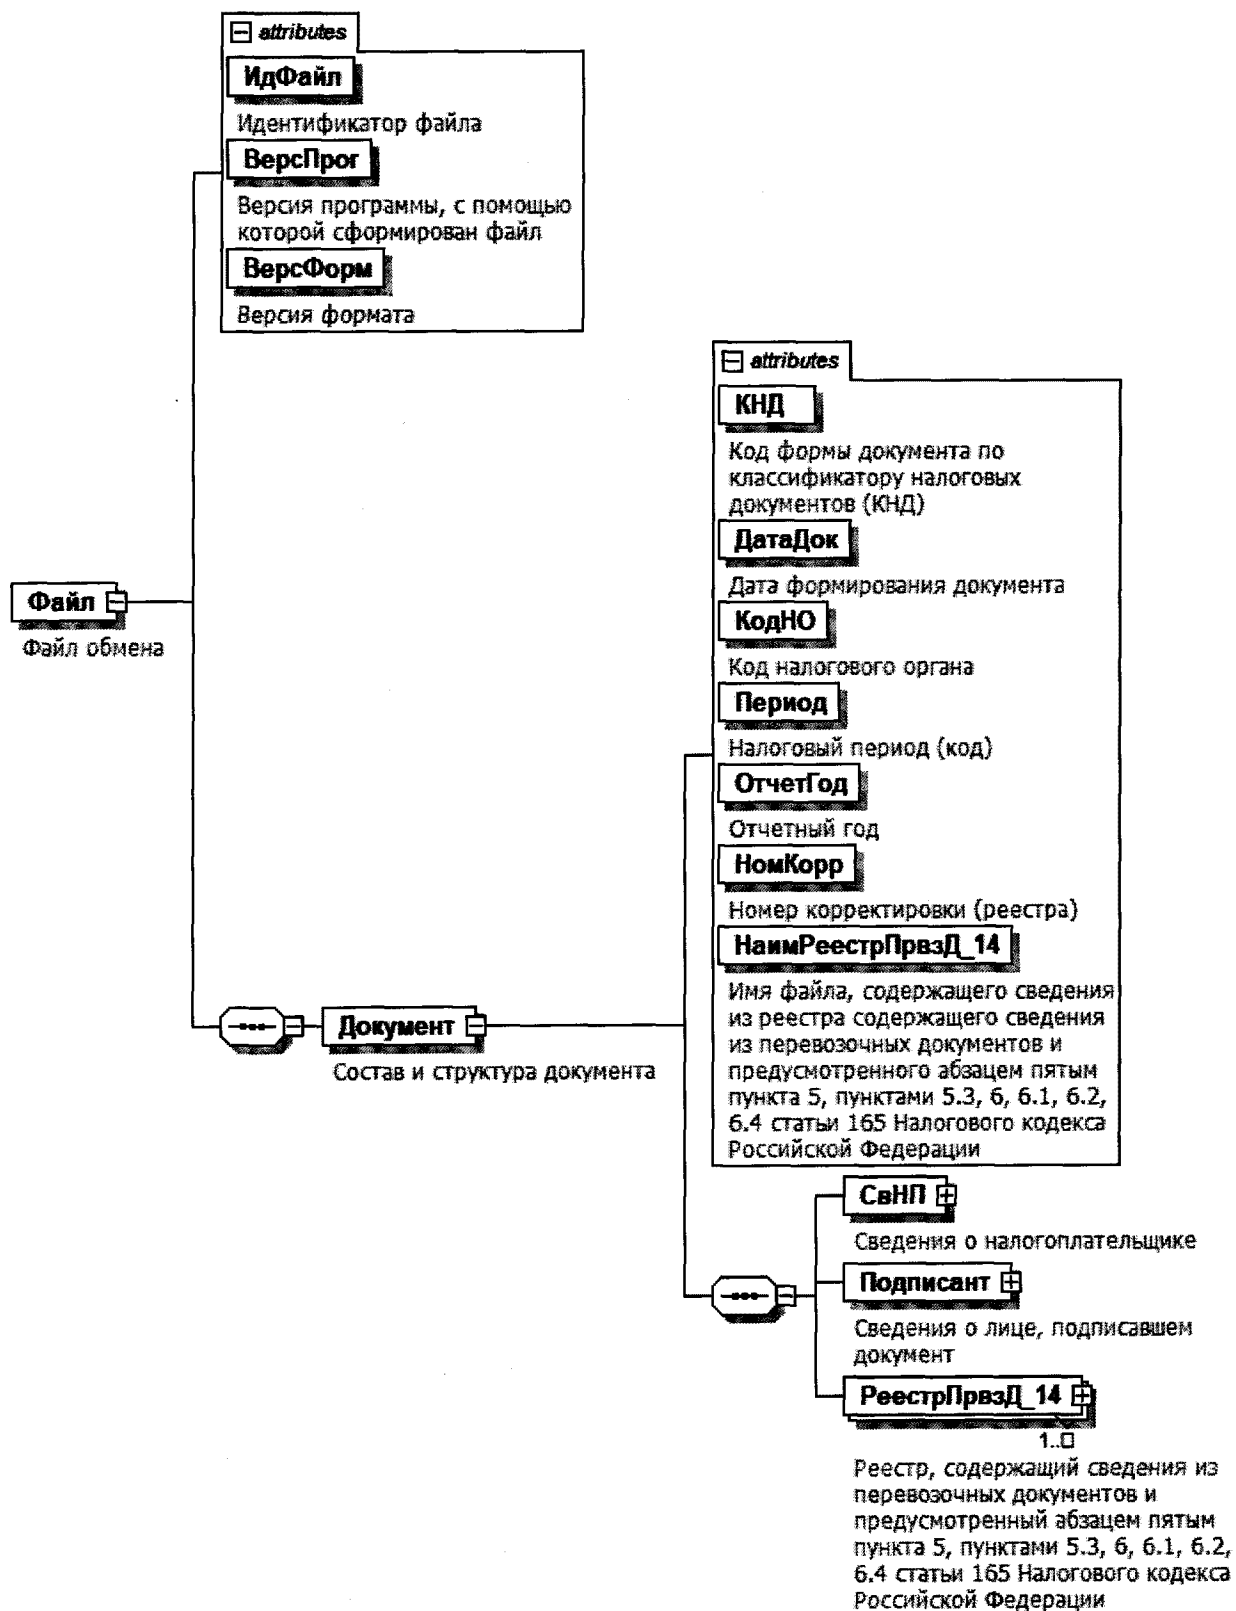 attributes
ИдФайл
Идентификатор файла
ВерсПрог
Версия программы, с помощью
которой сформирован файл
ВерсФорм
Версия формата
attributes
КНД
Код формы документа по
классификатору налоговых
документов (КНД)
ДатаДок
Дата формирования документа
КодНО
Код налогового органа
Период
Налоговый период (код)
ОтчетГод
Отчетный год
НомКорр
Номер корректировки (реестра)
НаимРеестрПрвзД_14
Имя файла, содержащего сведения
из реестра содержащего сведения
из перевозочных документов и
предусмотренного абзацем пятым
пункта 5, пунктами 5.3, 6, 6.1, 6.2,
6.4 статьи 165 Налогового кодекса
Российской Федерации
Файл
Файл обмена
Документ
Состав и структура документа
СвНП
Сведения о налогоплательщике
Подписант
Сведения о лице, подписавшем
документ
РеестрПрвзД_14
1..□
Реестр, содержащий сведения из
перевозочных документов и
предусмотренный абзацем пятым
пункта 5, пунктами 5.3, 6, 6.1, 6.2,
6.4 статьи 165 Налогового кодекса
Российской Федерации